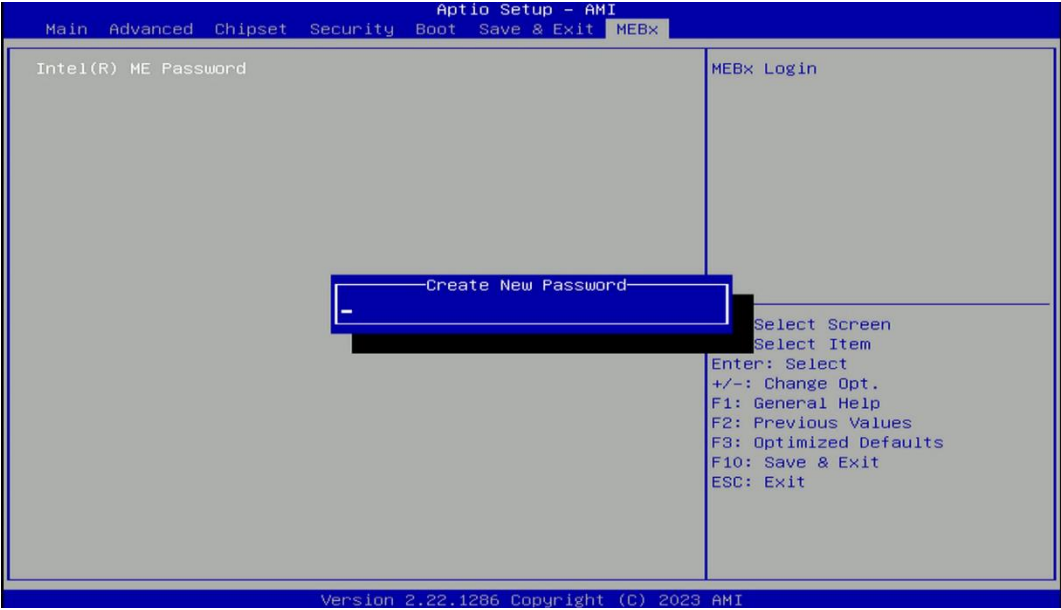 Aptio Setup – AMI
Main Advanced Chipset Security Boot Save & Exit MEBx
Intel(R) ME Password
MEBx Login
Create New Password
Select Screen
Select Item
Enter: Select
+/-: Change Opt.
F1: General Help
F2: Previous Values
F3: Optimized Defaults
F10: Save & Exit
ESC: Exit
Version 2.22.1286 Copyright (C) 2023 AMI